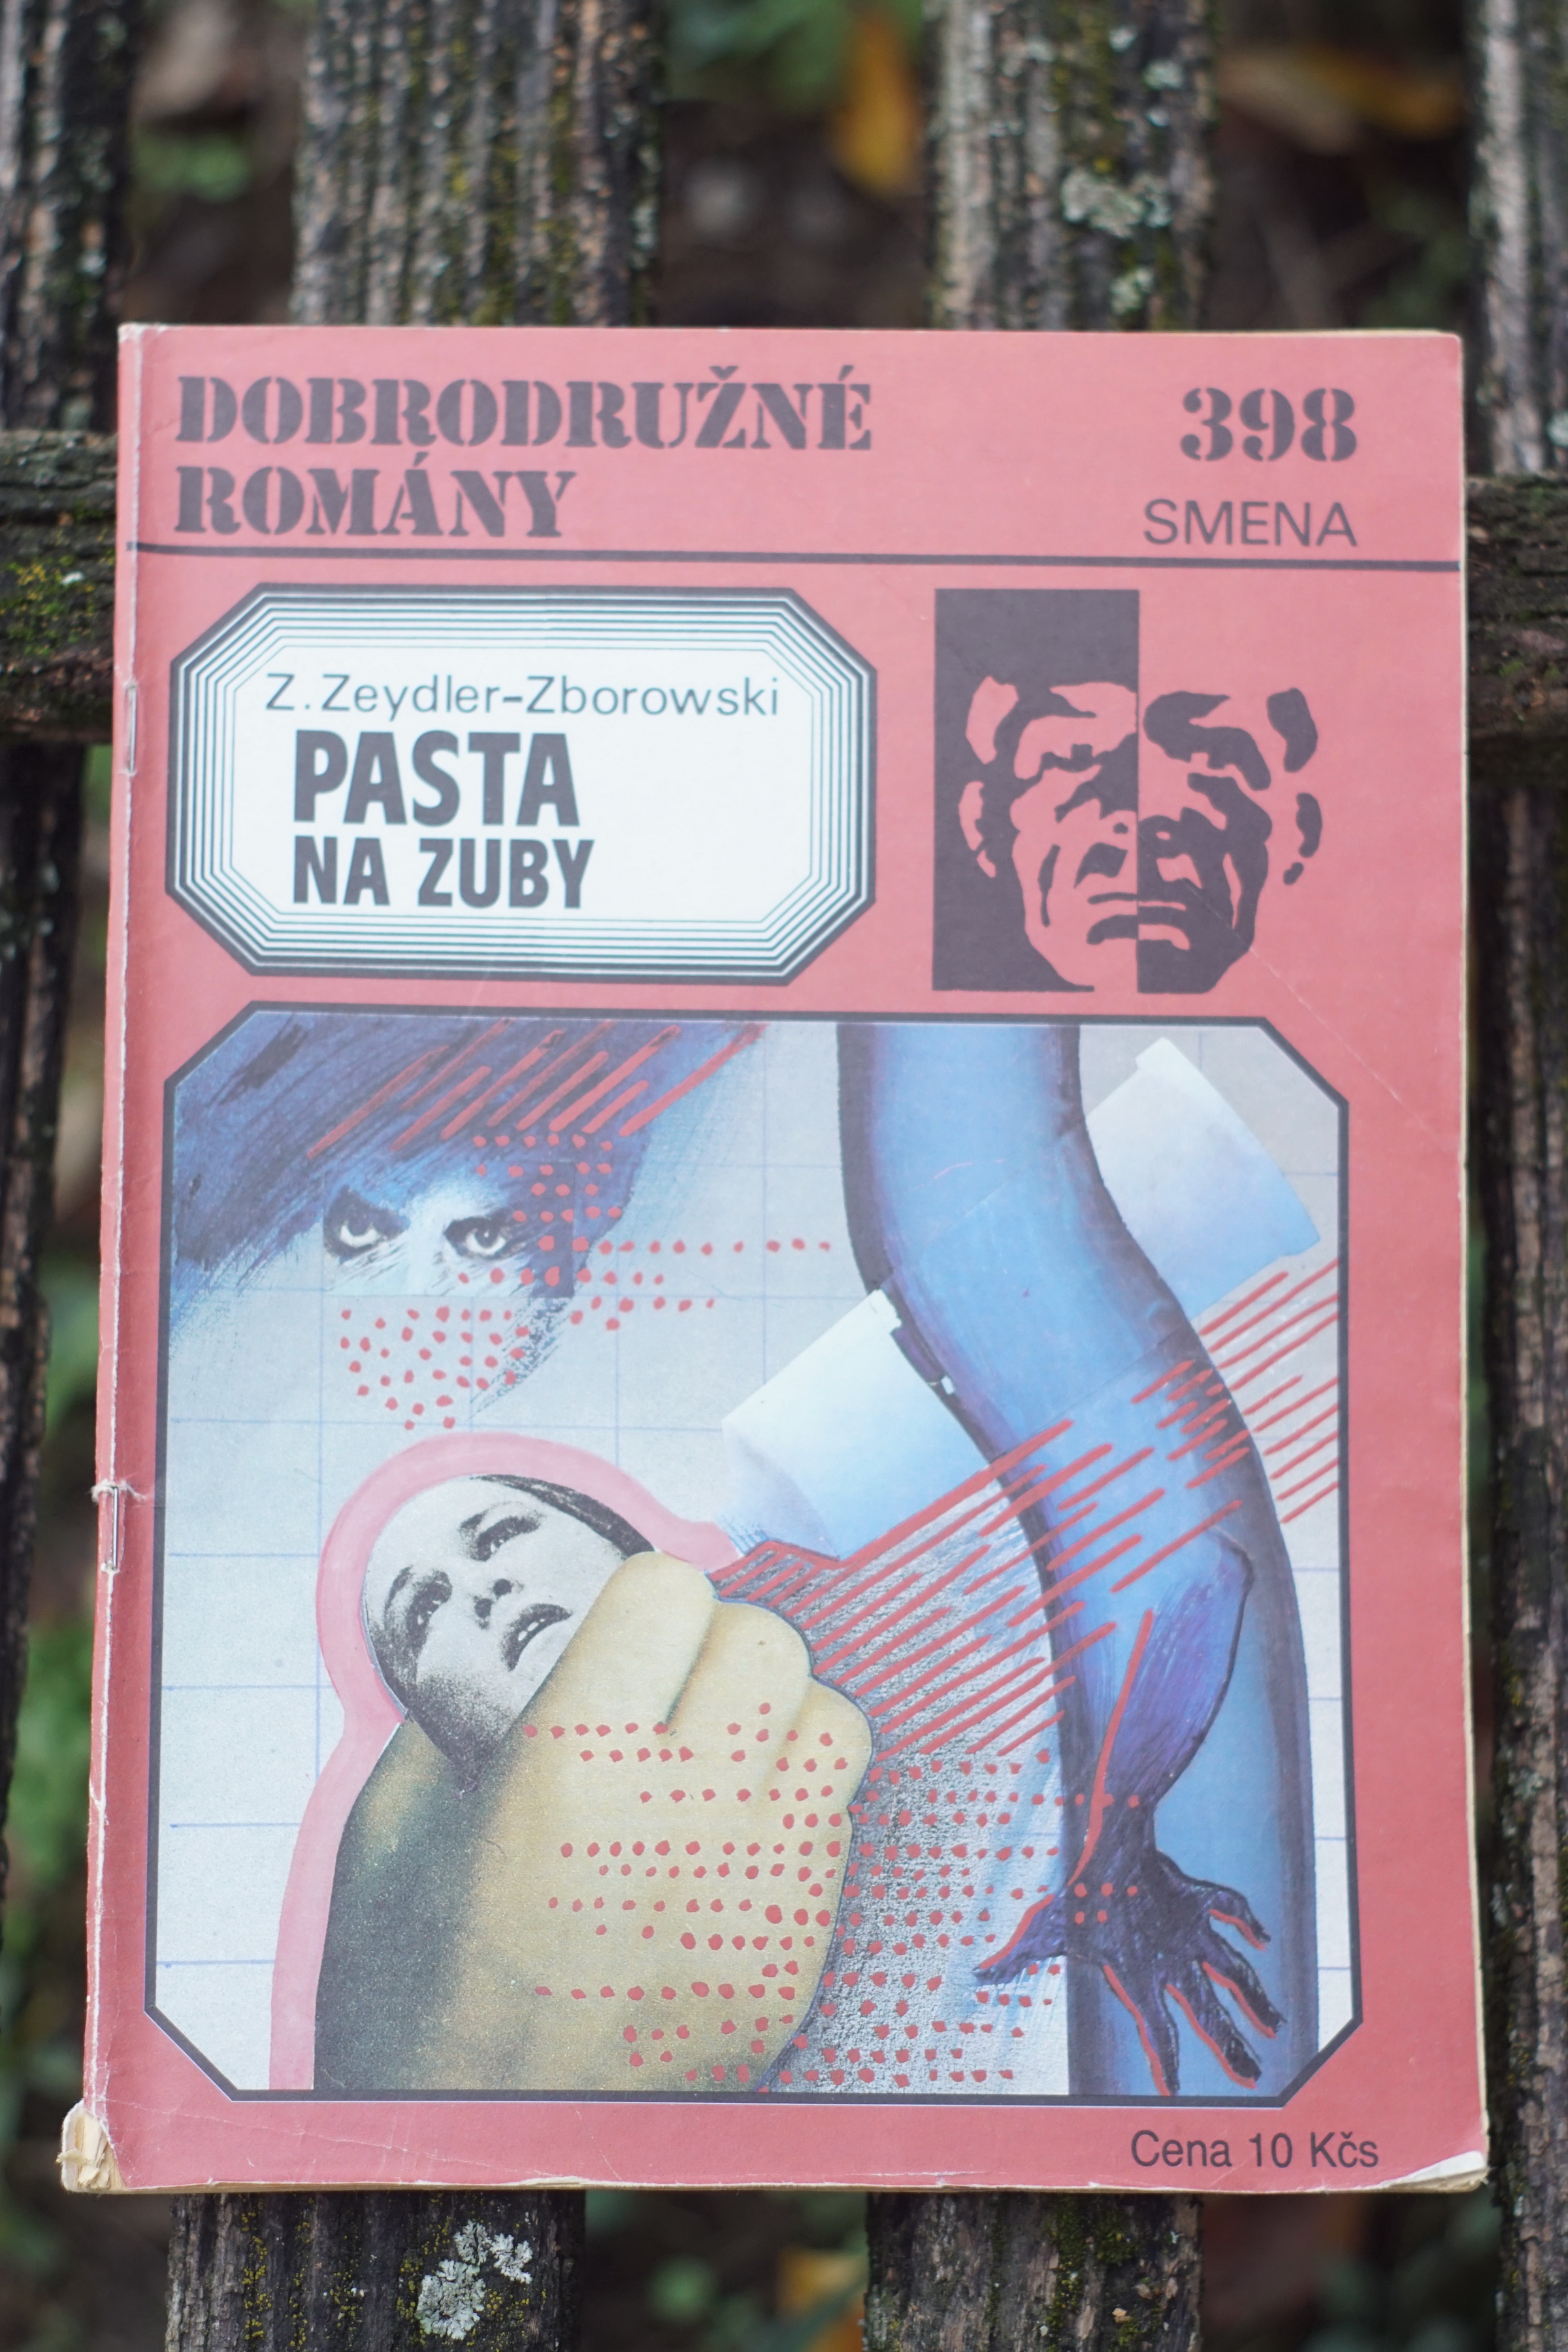 DOBRODRUŽNÉ
ROMÁNY
398
SMENA
Z. Zeydler-Zborowski
PASTA
NA ZUBY
Cena 10 Kčs